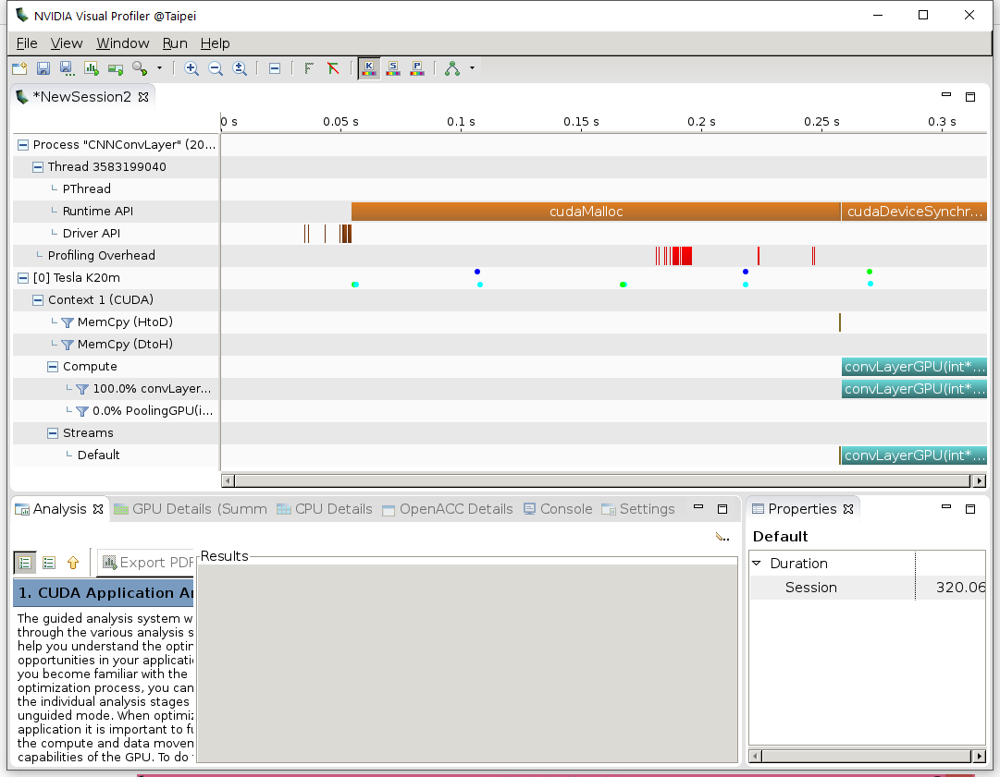 NVIDIA Visual Profiler @Taipei
File View Window Run Help
*NewSession2
0 s 0.05 s 0.1 s 0.15 s 0.2 s 0.25 s 0.3 s
Process "CNNConvLayer" (20...
Thread 3583199040
PThread
Runtime API cudaMalloc cudaDeviceSynchr...
Driver API
Profiling Overhead
[0] Tesla K20m
Context 1 (CUDA)
MemCpy (HtoD)
MemCpy (DtoH)
Compute convLayerGPU(int*...
100.0% convLayer... convLayerGPU(int*...
0.0% PoolingGPU(i...
Streams
Default convLayerGPU(int*...
Analysis GPU Details (Summ CPU Details OpenACC Details Console Settings
Properties
Export PDF
Results
1. CUDA Application A
The guided analysis system w
through the various analysis s
help you understand the optim
opportunities in your applicati
you become familiar with the
optimization process, you can
the individual analysis stages
unguided mode. When optimiz
application it is important to fu
the compute and data movem
capabilities of the GPU. To do
Default
Duration
Session 320.06